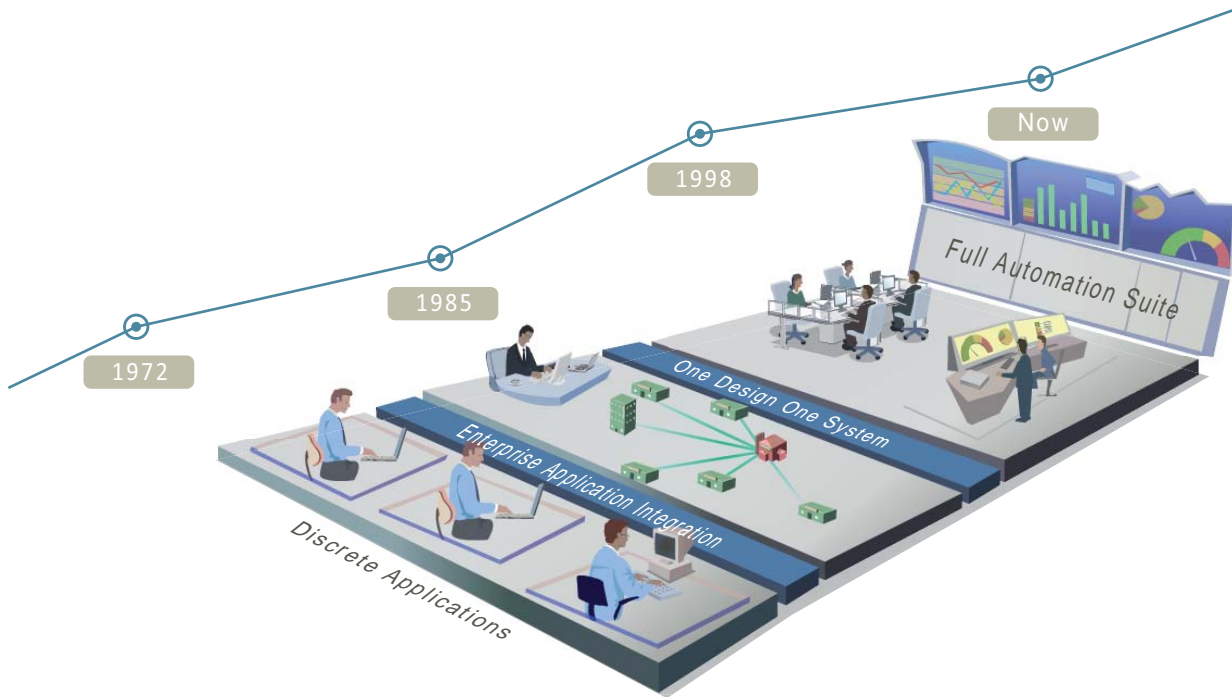 1972
1985
1998
Now
Discrete Applications
Enterprise Application Integration
One Design One System
Full Automation Suite